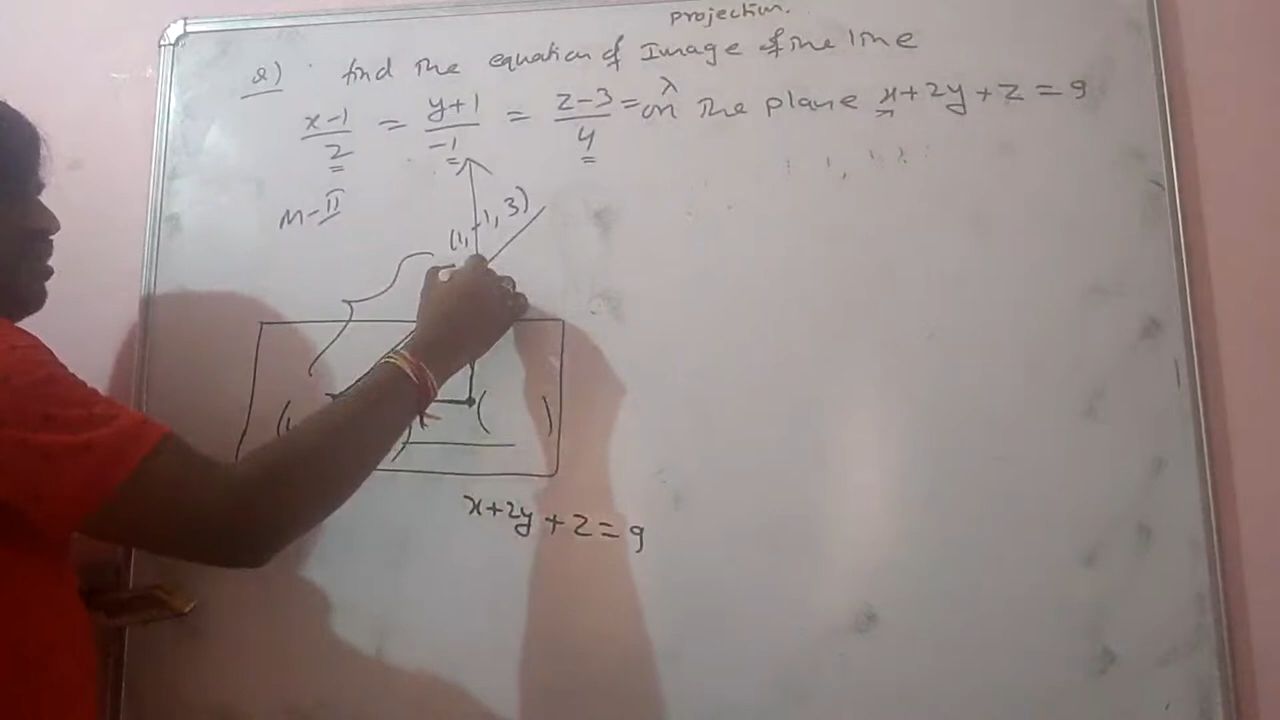 projection.
Q) find the equation of Image of the line
x-1/2 = y+1/-1 = z-3/4 = λ on the plane x+2y+z=9
M-II
(1,-1,3)
( ( )
x+2y+z=9